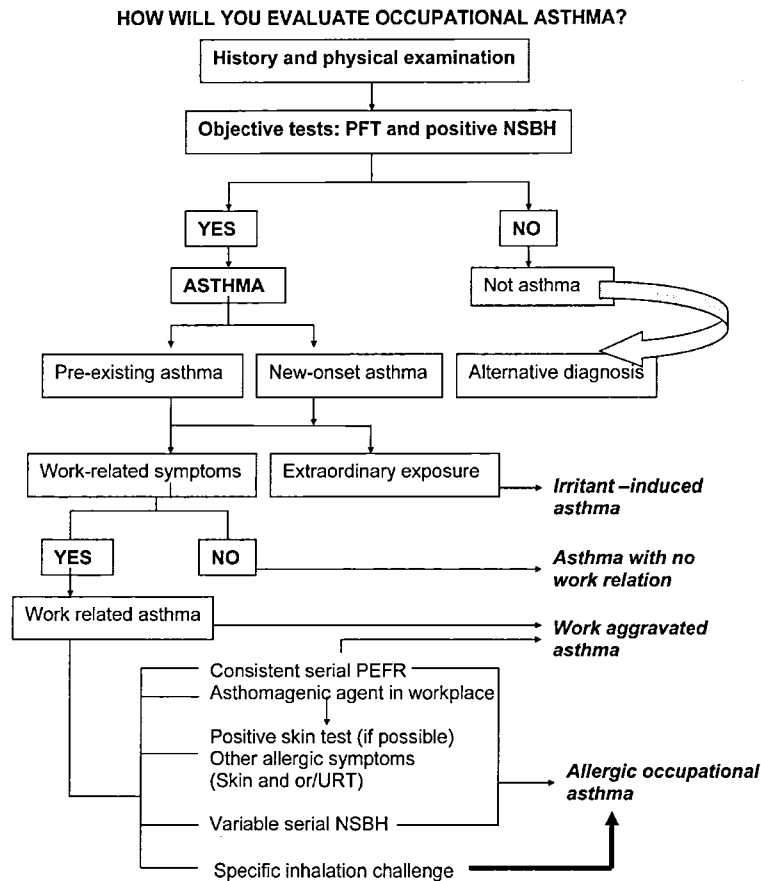 HOW WILL YOU EVALUATE OCCUPATIONAL ASTHMA?
History and physical examination
Objective tests: PFT and positive NSBH
YES
NO
ASTHMA
Not asthma
Pre-existing asthma
New-onset asthma
Alternative diagnosis
Work-related symptoms
Extraordinary exposure
Irritant –induced
asthma
YES
NO
Asthma with no
work relation
Work related asthma
Work aggravated
asthma
Consistent serial PEFR
Asthomagenic agent in workplace
Positive skin test (if possible)
Other allergic symptoms
(Skin and or/URT)
Allergic occupational
asthma
Variable serial NSBH
Specific inhalation challenge